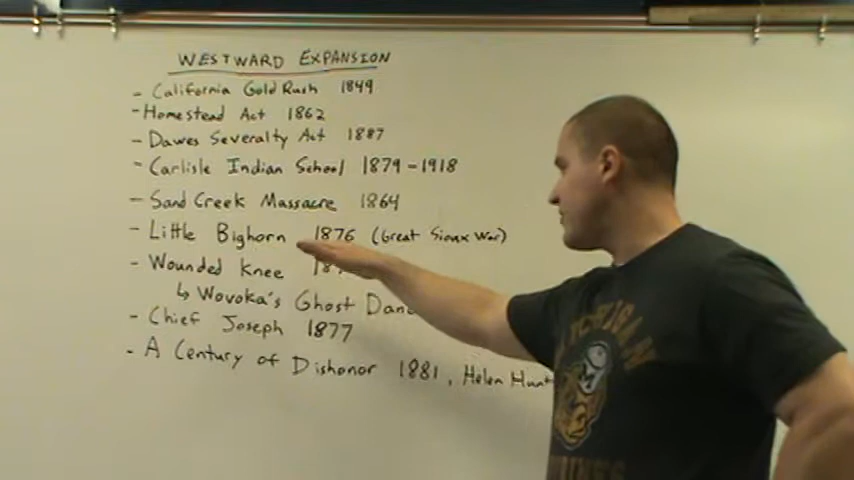 WESTWARD EXPANSION
- California Gold Rush 1849
- Homestead Act 1862
- Dawes Severalty Act 1887
- Carlisle Indian School 1879-1918
- Sand Creek Massacre 1864
- Little Bighorn 1876 (Great Sioux War)
- Wounded Knee
↳ Wovoka's Ghost
- Chief Joseph 1877
- A Century of Dishonor 1881, Helen Hunt
MICHIGAN